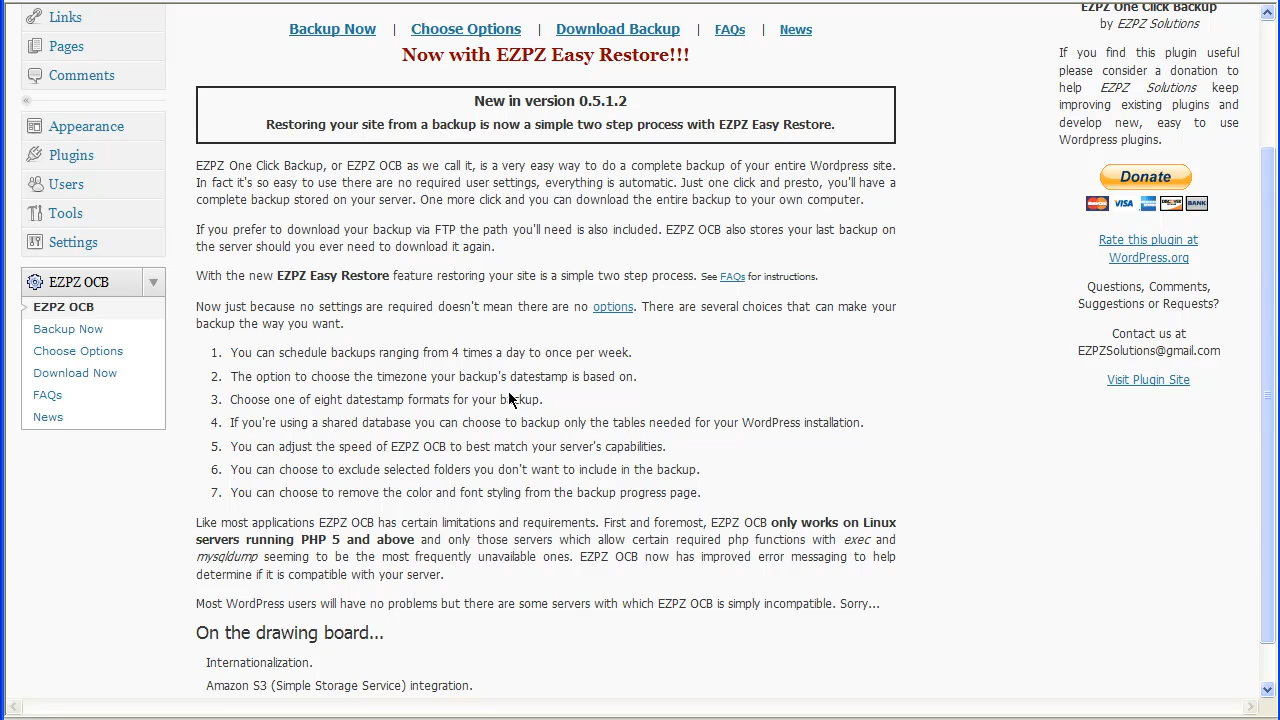 Links
Pages
Comments
Appearance
Plugins
Users
Tools
Settings
EZPZ OCB
EZPZ OCB
Backup Now
Choose Options
Download Now
FAQs
News
Backup Now | Choose Options | Download Backup | FAQs | News
Now with EZPZ Easy Restore!!!
New in version 0.5.1.2
Restoring your site from a backup is now a simple two step process with EZPZ Easy Restore.
EZPZ One Click Backup, or EZPZ OCB as we call it, is a very easy way to do a complete backup of your entire Wordpress site.
In fact it's so easy to use there are no required user settings, everything is automatic. Just one click and presto, you'll have a
complete backup stored on your server. One more click and you can download the entire backup to your own computer.
If you prefer to download your backup via FTP the path you'll need is also included. EZPZ OCB also stores your last backup on
the server should you ever need to download it again.
With the new EZPZ Easy Restore feature restoring your site is a simple two step process. See FAQs for instructions.
Now just because no settings are required doesn't mean there are no options. There are several choices that can make your
backup the way you want.
1. You can schedule backups ranging from 4 times a day to once per week.
2. The option to choose the timezone your backup's datestamp is based on.
3. Choose one of eight datestamp formats for your backup.
4. If you're using a shared database you can choose to backup only the tables needed for your WordPress installation.
5. You can adjust the speed of EZPZ OCB to best match your server's capabilities.
6. You can choose to exclude selected folders you don't want to include in the backup.
7. You can choose to remove the color and font styling from the backup progress page.
Like most applications EZPZ OCB has certain limitations and requirements. First and foremost, EZPZ OCB only works on Linux
servers running PHP 5 and above and only those servers which allow certain required php functions with exec and
mysqldump seeming to be the most frequently unavailable ones. EZPZ OCB now has improved error messaging to help
determine if it is compatible with your server.
Most WordPress users will have no problems but there are some servers with which EZPZ OCB is simply incompatible. Sorry...
On the drawing board...
Internationalization.
Amazon S3 (Simple Storage Service) integration.
EZPZ One Click Backup
by EZPZ Solutions
If you find this plugin useful
please consider a donation to
help EZPZ Solutions keep
improving existing plugins and
develop new, easy to use
Wordpress plugins.
Donate
VISA
BANK
Rate this plugin at
WordPress.org
Questions, Comments,
Suggestions or Requests?
Contact us at
EZPZSolutions@gmail.com
Visit Plugin Site